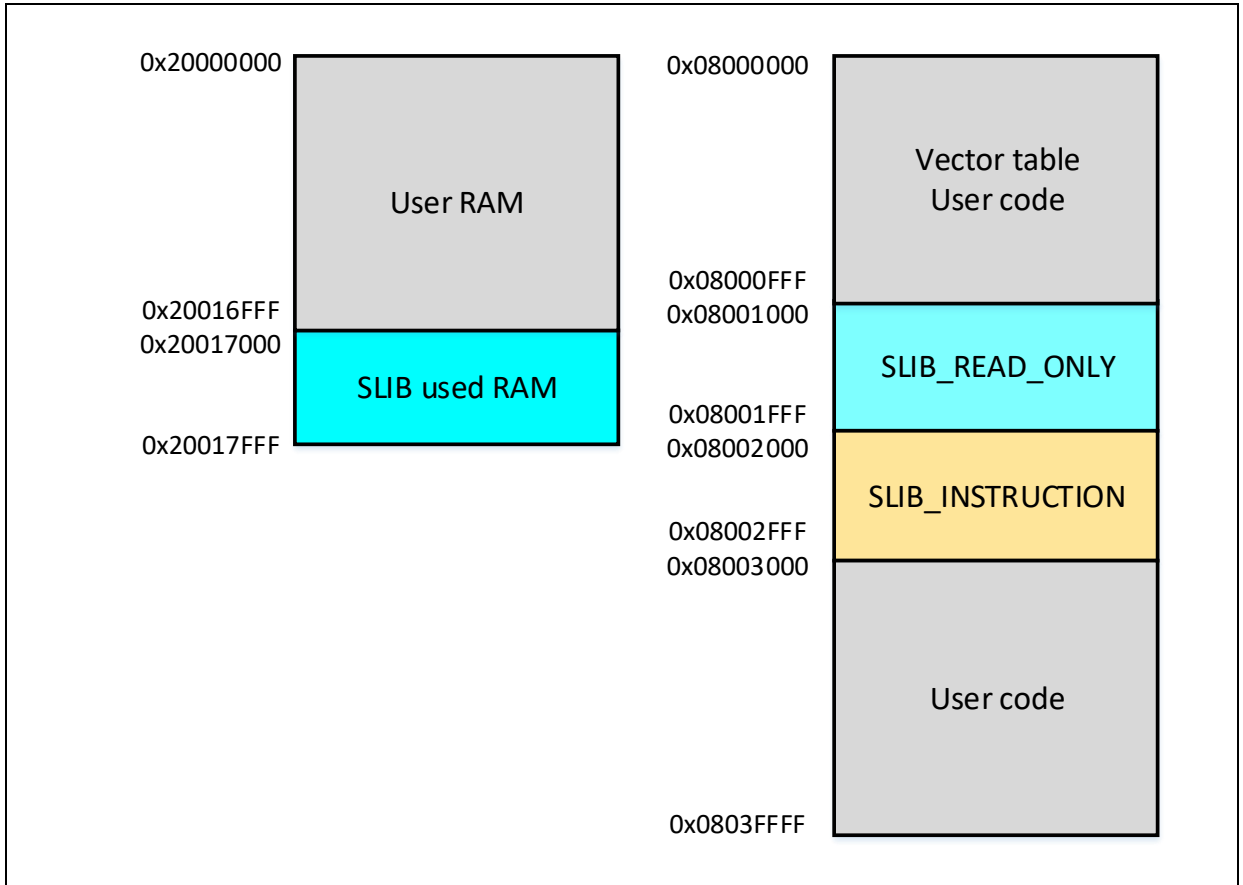 0x20000000
User RAM
0x20016FFF
0x20017000
SLIB used RAM
0x20017FFF
0x08000000
Vector table
User code
0x08000FFF
0x08001000
SLIB_READ_ONLY
0x08001FFF
0x08002000
SLIB_INSTRUCTION
0x08002FFF
0x08003000
User code
0x0803FFFF